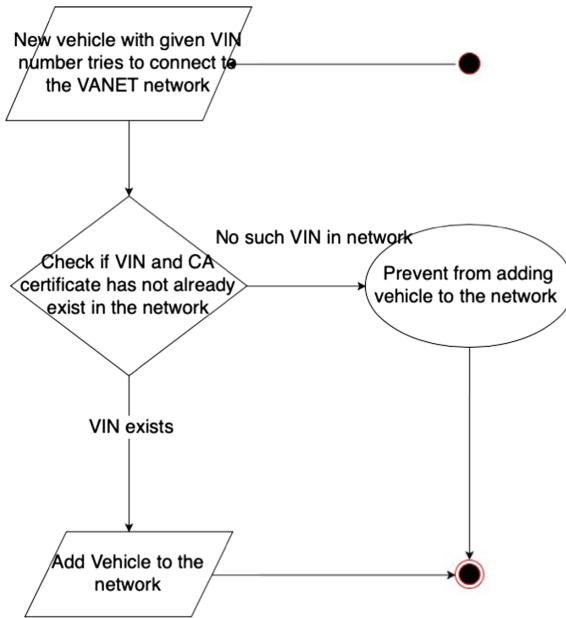 New vehicle with given VIN
number tries to connect to
the VANET network
No such VIN in network
Check if VIN and CA
certificate has not already
exist in the network
Prevent from adding
vehicle to the network
VIN exists
Add Vehicle to the
network